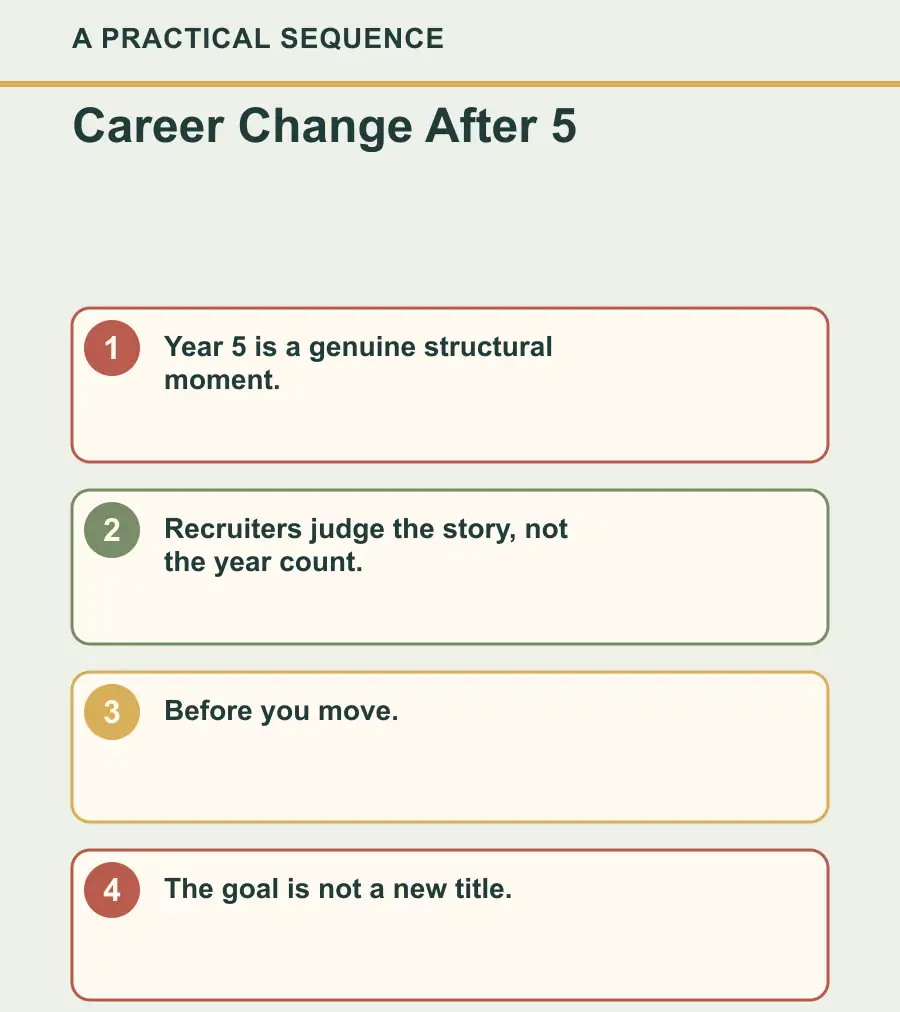 A PRACTICAL SEQUENCE
Career Change After 5
1
Year 5 is a genuine structural
moment.
2
Recruiters judge the story, not
the year count.
3
Before you move.
4
The goal is not a new title.